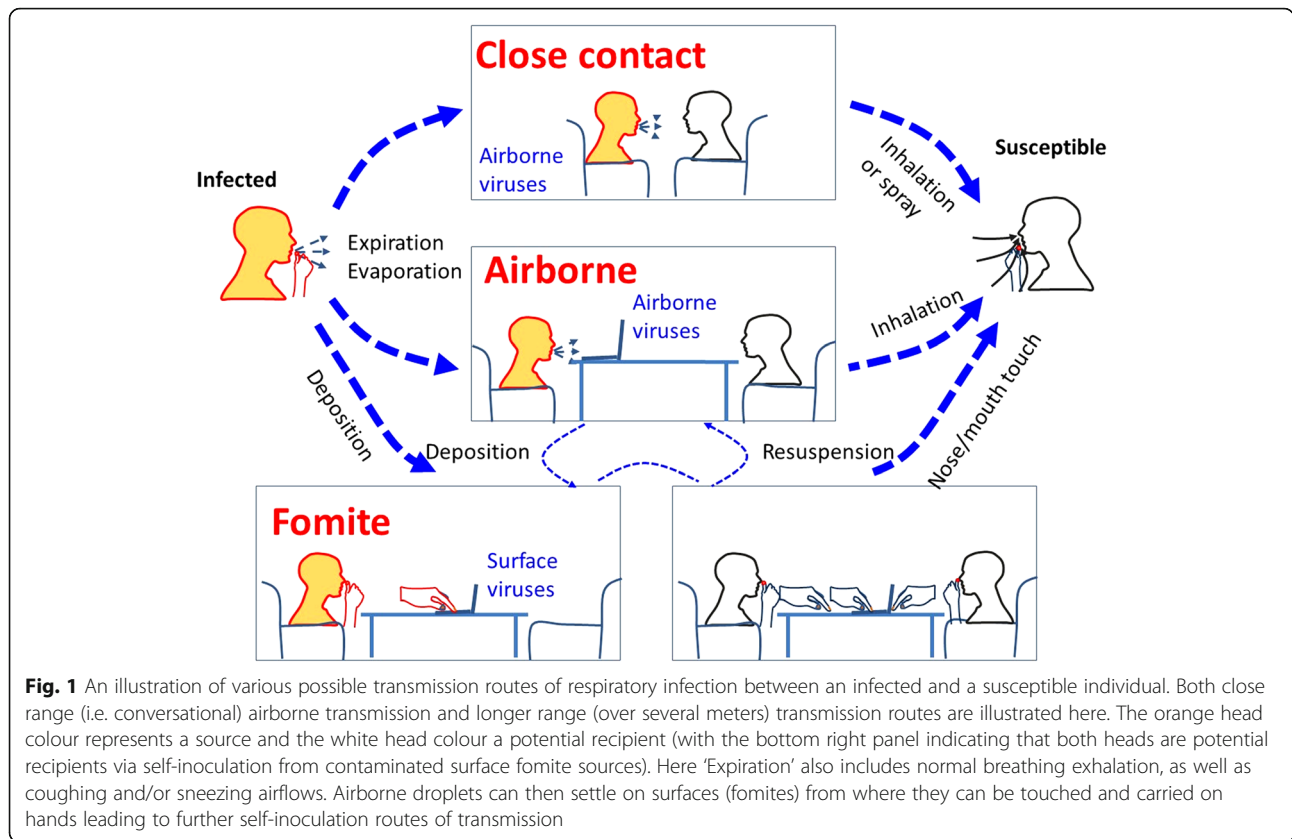 Close contact
Airborne
viruses
Infected
Expiration
Evaporation
Inhalation
or spray
Susceptible
Airborne
Airborne
viruses
Inhalation
Deposition
Deposition
Resuspension
Nose/mouth touch
Fomite
Surface
viruses
Fig. 1 An illustration of various possible transmission routes of respiratory infection between an infected and a susceptible individual. Both close
range (i.e. conversational) airborne transmission and longer range (over several meters) transmission routes are illustrated here. The orange head
colour represents a source and the white head colour a potential recipient (with the bottom right panel indicating that both heads are potential
recipients via self-inoculation from contaminated surface fomite sources). Here ‘Expiration’ also includes normal breathing exhalation, as well as
coughing and/or sneezing airflows. Airborne droplets can then settle on surfaces (fomites) from where they can be touched and carried on
hands leading to further self-inoculation routes of transmission